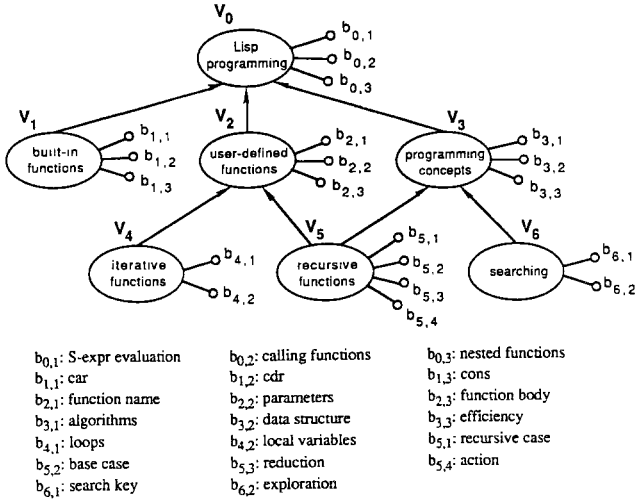 V0
Lisp programming
b0,1
b0,2
b0,3
V1
built-in functions
b1,1
b1,2
b1,3
V2
user-defined functions
b2,1
b2,2
b2,3
V3
programming concepts
b3,1
b3,2
b3,3
V4
iterative functions
b4,1
b4,2
V5
recursive functions
b5,1
b5,2
b5,3
b5,4
V6
searching
b6,1
b6,2
b0,1: S-expr evaluation b0,2: calling functions b0,3: nested functions
b1,1: car b1,2: cdr b1,3: cons
b2,1: function name b2,2: parameters b2,3: function body
b3,1: algorithms b3,2: data structure b3,3: efficiency
b4,1: loops b4,2: local variables b5,1: recursive case
b5,2: base case b5,3: reduction b5,4: action
b6,1: search key b6,2: exploration